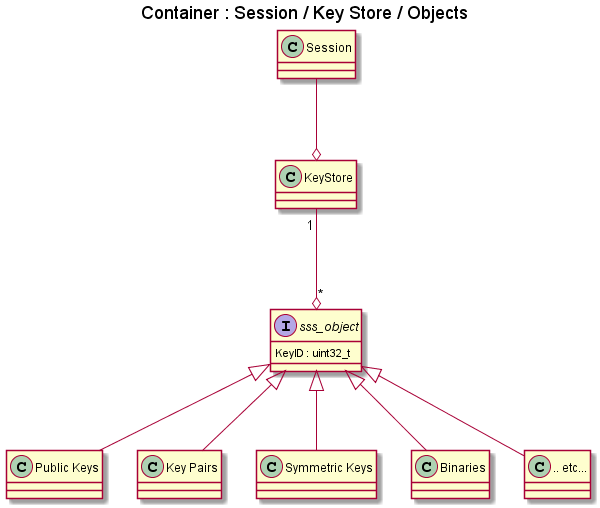 Container : Session / Key Store / Objects
C Session
C KeyStore
1
*
I sss_object
KeyID : uint32_t
C Public Keys
C Key Pairs
C Symmetric Keys
C Binaries
C .. etc...